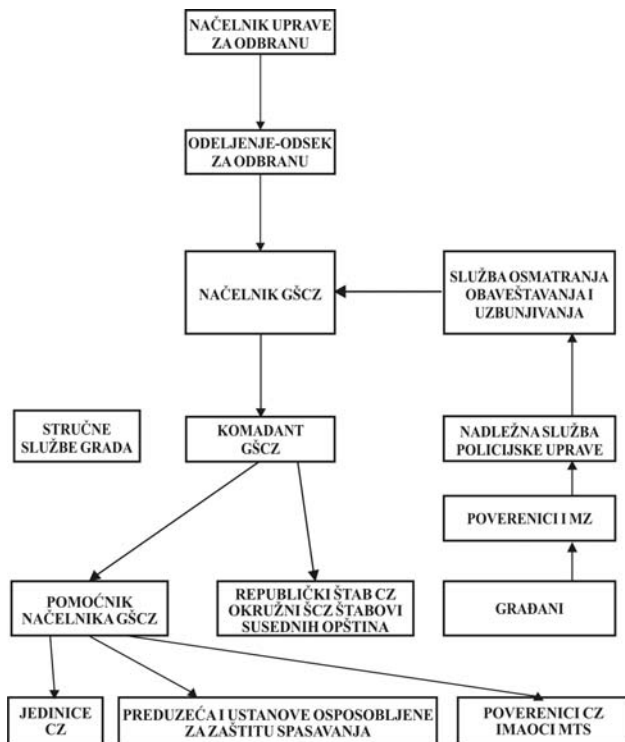 NAČELNIK UPRAVE
ZA ODBRANU
ODELJENJE-ODSEK
ZA ODBRANU
NAČELNIK GŠCZ
SLUŽBA OSMATRANJA
OBAVEŠTAVANJA I
UZBUNJIVANJA
STRUČNE
SLUŽBE GRADA
KOMADANT
GŠCZ
NADLEŽNA SLUŽBA
POLICIJSKE UPRAVE
POVERENICI I MZ
POMOĆNIK
NAČELNIKA GŠCZ
REPUBLIČKI ŠTAB CZ
OKRUŽNI ŠCZ ŠTABOVI
SUSEDNIH OPŠTINA
GRAĐANI
JEDINICE
CZ
PREDUZEĆA I USTANOVE OSPOSOBLJENE
ZA ZAŠTITU SPASAVANJA
POVERENICI CZ
IMAOCI MTS